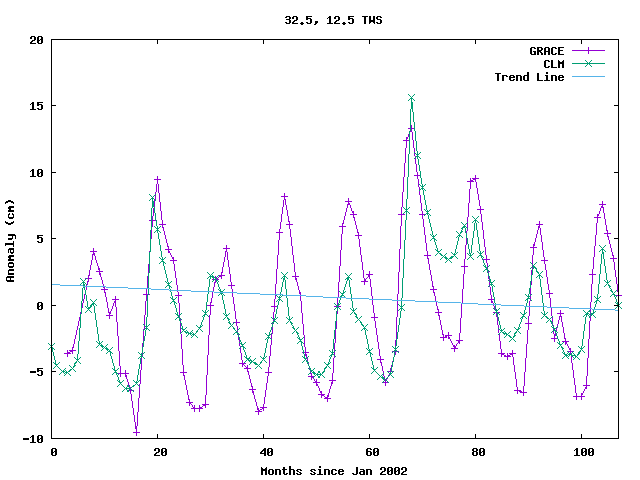 32.5, 12.5 TWS
GRACE
CLM
Trend Line
20
15
10
5
0
-5
-10
Anomaly (cm)
0 20 40 60 80 100
Months since Jan 2002